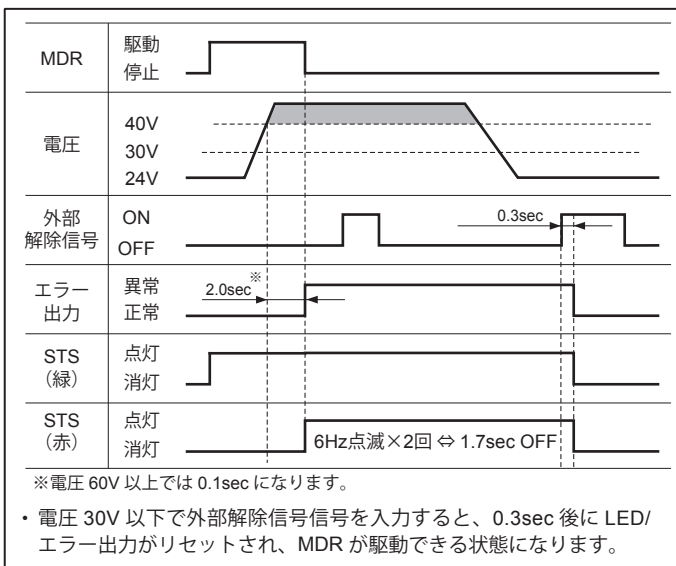 MDR
駆動
停止
電圧
40V
30V
24V
外部
解除信号
ON
OFF
0.3sec
エラー
出力
異常
正常
2.0sec
※
STS
（緑）
点灯
消灯
STS
（赤）
点灯
消灯
6Hz点滅×2回 ⇔ 1.7sec OFF
※電圧 60V 以上では 0.1sec になります。
・電圧 30V 以下で外部解除信号信号を入力すると、0.3sec 後に LED/
エラー出力がリセットされ、MDR が駆動できる状態になります。